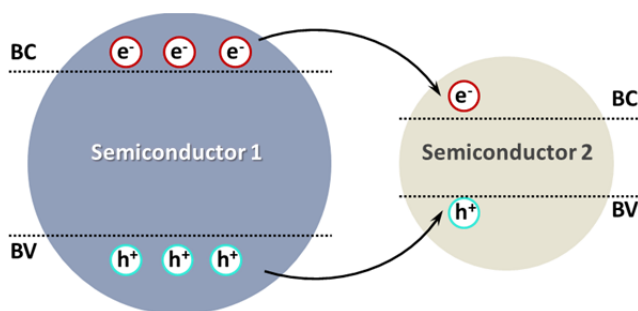 BC e⁻ e⁻ e⁻
e⁻ BC
Semiconductor 1 Semiconductor 2
h⁺ BV
BV h⁺ h⁺ h⁺